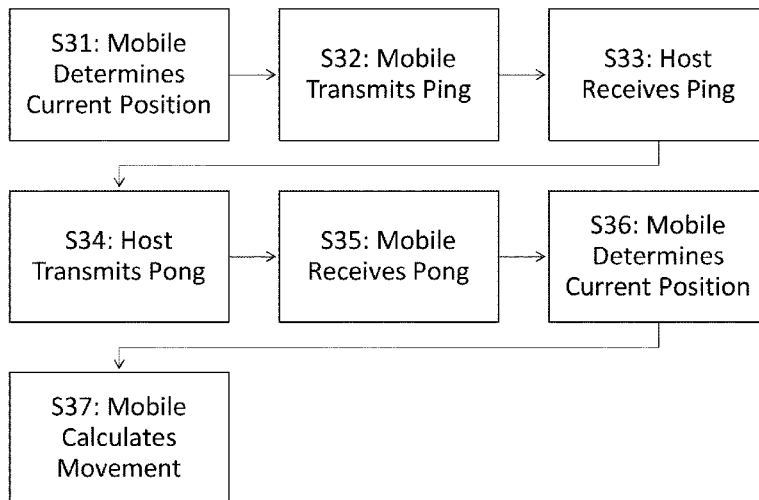 S31: Mobile
Determines
Current Position
S32: Mobile
Transmits Ping
S33: Host
Receives Ping
S34: Host
Transmits Pong
S35: Mobile
Receives Pong
S36: Mobile
Determines
Current Position
S37: Mobile
Calculates
Movement